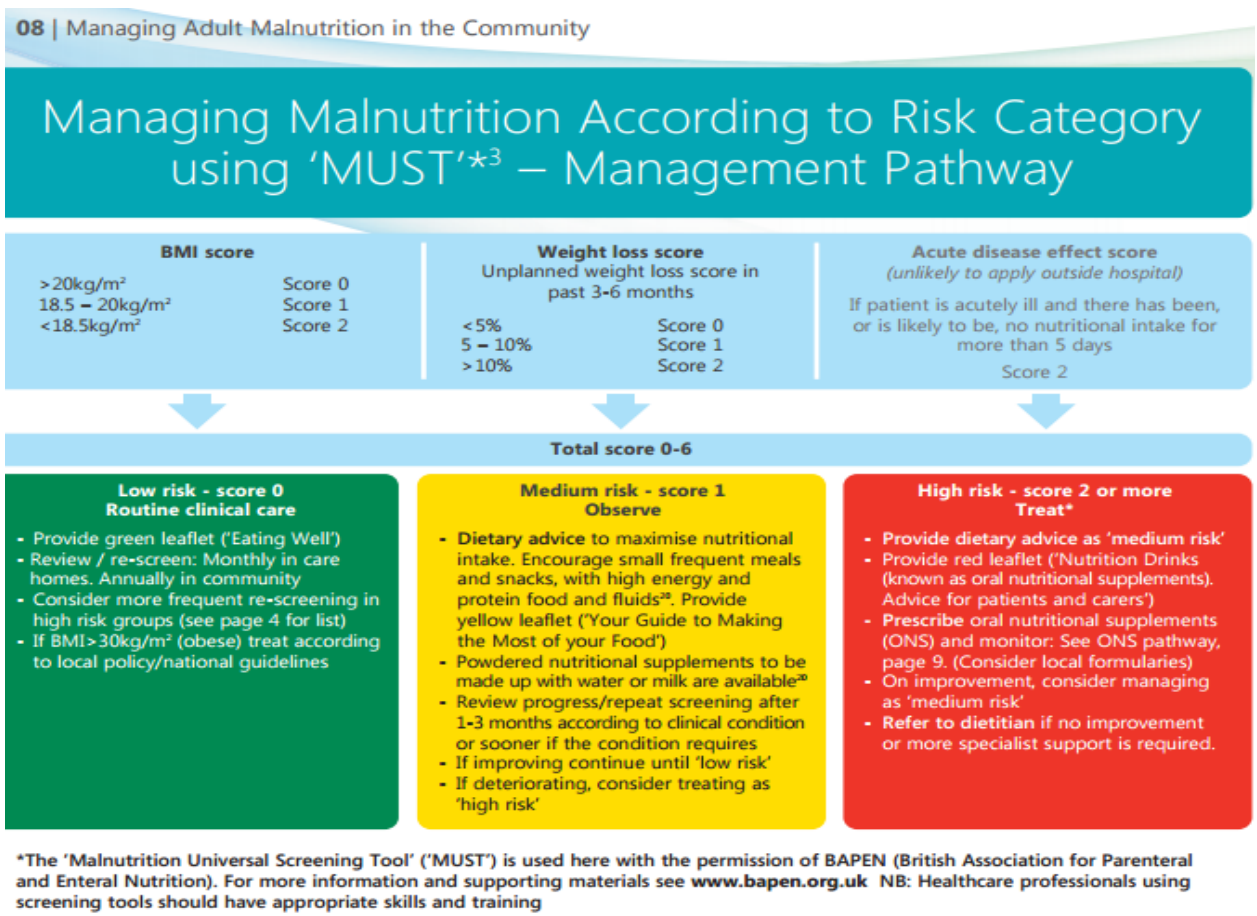 08 | Managing Adult Malnutrition in the Community
Managing Malnutrition According to Risk Category
using ‘MUST’*³ – Management Pathway
BMI score
>20kg/m² Score 0
18.5 – 20kg/m² Score 1
<18.5kg/m² Score 2
Weight loss score
Unplanned weight loss score in
past 3-6 months
<5% Score 0
5 – 10% Score 1
>10% Score 2
Acute disease effect score
(unlikely to apply outside hospital)
If patient is acutely ill and there has been,
or is likely to be, no nutritional intake for
more than 5 days
Score 2
Total score 0-6
Low risk - score 0
Routine clinical care
- Provide green leaflet (‘Eating Well’)
- Review / re-screen: Monthly in care
homes. Annually in community
- Consider more frequent re-screening in
high risk groups (see page 4 for list)
- If BMI>30kg/m² (obese) treat according
to local policy/national guidelines
Medium risk - score 1
Observe
- Dietary advice to maximise nutritional
intake. Encourage small frequent meals
and snacks, with high energy and
protein food and fluids²⁰. Provide
yellow leaflet (‘Your Guide to Making
the Most of your Food’)
- Powdered nutritional supplements to be
made up with water or milk are available²⁰
- Review progress/repeat screening after
1-3 months according to clinical condition
or sooner if the condition requires
- If improving continue until ‘low risk’
- If deteriorating, consider treating as
‘high risk’
High risk - score 2 or more
Treat*
- Provide dietary advice as ‘medium risk’
- Provide red leaflet (‘Nutrition Drinks
(known as oral nutritional supplements).
Advice for patients and carers’)
- Prescribe oral nutritional supplements
(ONS) and monitor: See ONS pathway,
page 9. (Consider local formularies)
- On improvement, consider managing
as ‘medium risk’
- Refer to dietitian if no improvement
or more specialist support is required.
*The ‘Malnutrition Universal Screening Tool’ (‘MUST’) is used here with the permission of BAPEN (British Association for Parenteral
and Enteral Nutrition). For more information and supporting materials see www.bapen.org.uk NB: Healthcare professionals using
screening tools should have appropriate skills and training